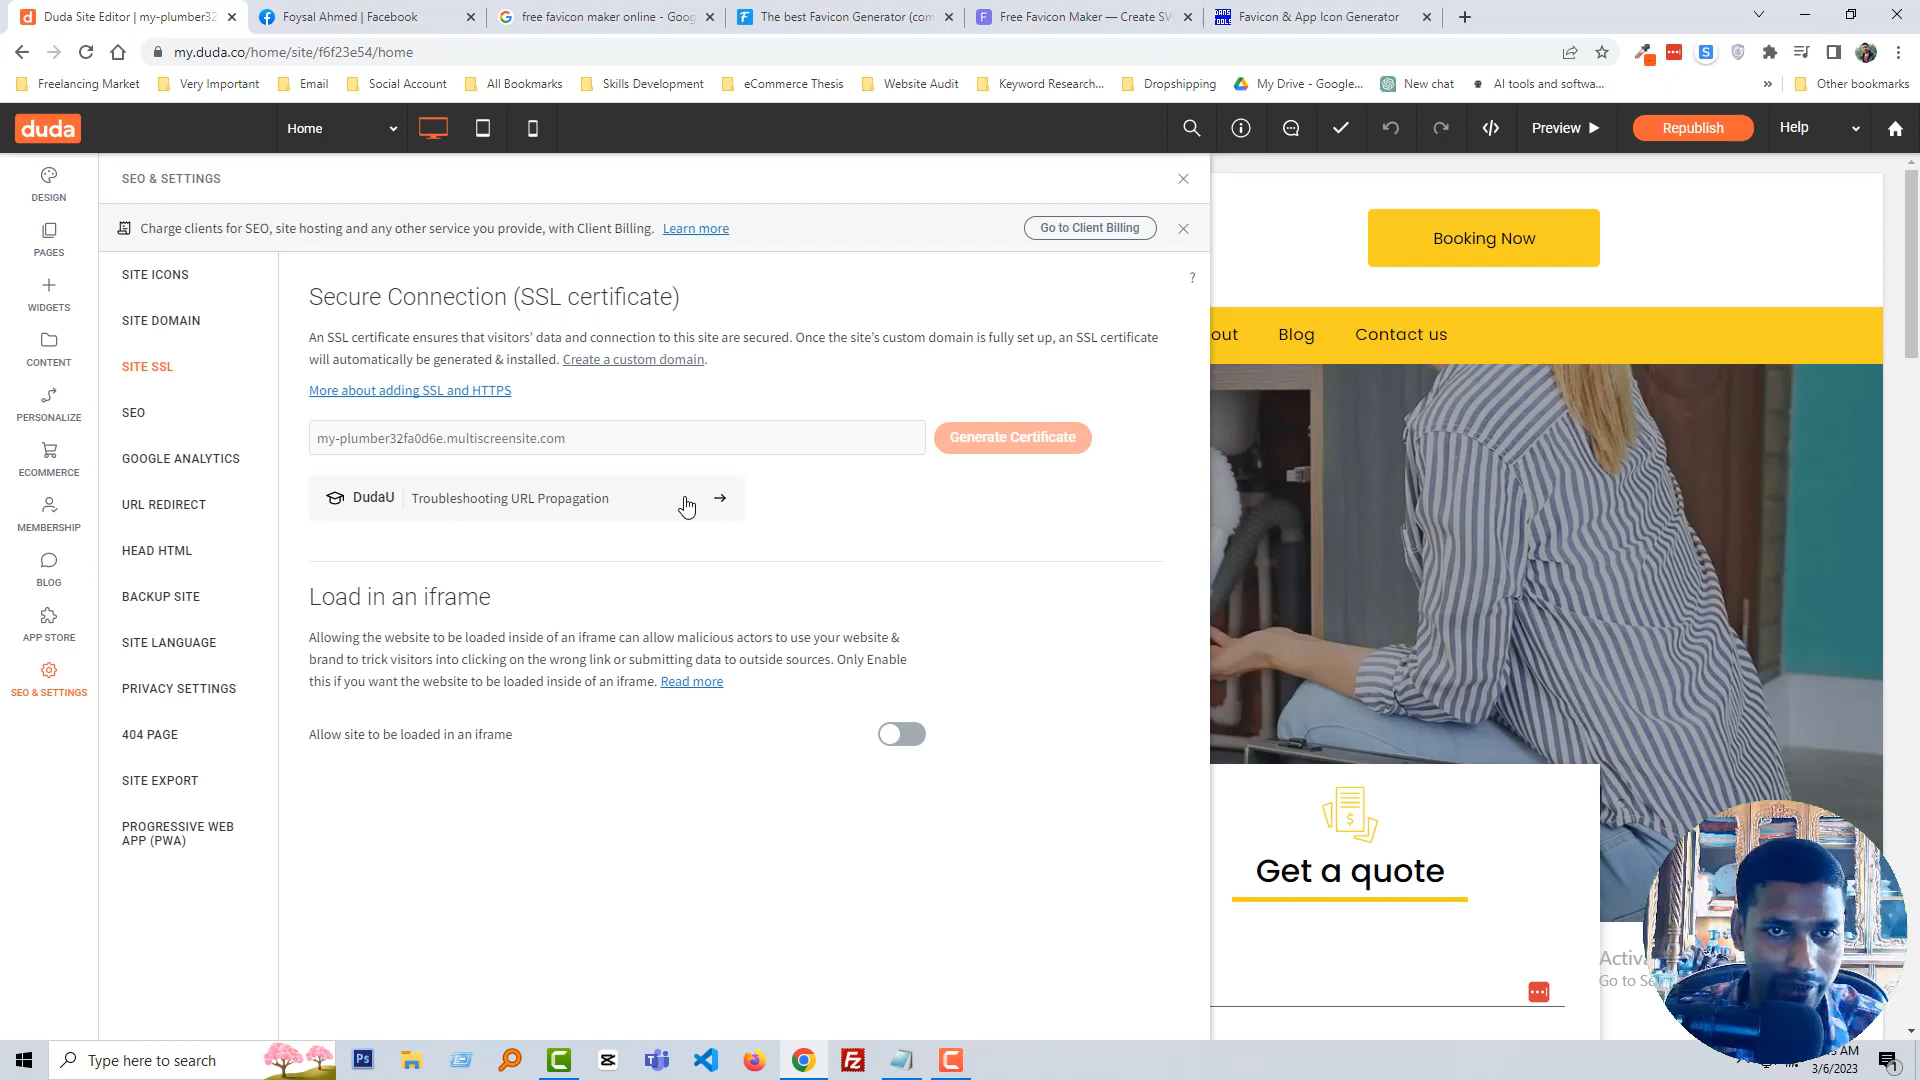 Duda Site Editor | my-plumber32
Foysal Ahmed | Facebook
free favicon maker online - Goog
The best Favicon Generator (com
Free Favicon Maker — Create SV
Favicon & App Icon Generator
my.duda.co/home/site/f6f23e54/home
Freelancing Market
Very Important
Email
Social Account
All Bookmarks
Skills Development
eCommerce Thesis
Website Audit
Keyword Research...
Dropshipping
My Drive - Google...
New chat
AI tools and softwa...
Other bookmarks
duda
Home
Preview
Republish
Help
DESIGN
PAGES
WIDGETS
CONTENT
PERSONALIZE
ECOMMERCE
MEMBERSHIP
BLOG
APP STORE
SEO & SETTINGS
SEO & SETTINGS
Charge clients for SEO, site hosting and any other service you provide, with Client Billing. Learn more
Go to Client Billing
SITE ICONS
SITE DOMAIN
SITE SSL
SEO
GOOGLE ANALYTICS
URL REDIRECT
HEAD HTML
BACKUP SITE
SITE LANGUAGE
PRIVACY SETTINGS
404 PAGE
SITE EXPORT
PROGRESSIVE WEB
APP (PWA)
?
Secure Connection (SSL certificate)
An SSL certificate ensures that visitors' data and connection to this site are secured. Once the site's custom domain is fully set up, an SSL certificate
will automatically be generated & installed. Create a custom domain.
More about adding SSL and HTTPS
my-plumber32fa0d6e.multiscreensite.com
Generate Certificate
DudaU
Troubleshooting URL Propagation
Load in an iframe
Allowing the website to be loaded inside of an iframe can allow malicious actors to use your website &
brand to trick visitors into clicking on the wrong link or submitting data to outside sources. Only Enable
this if you want the website to be loaded inside of an iframe. Read more
Allow site to be loaded in an iframe
Booking Now
out
Blog
Contact us
Get a quote
Activa
Go to Se
Type here to search
AM
3/6/2023